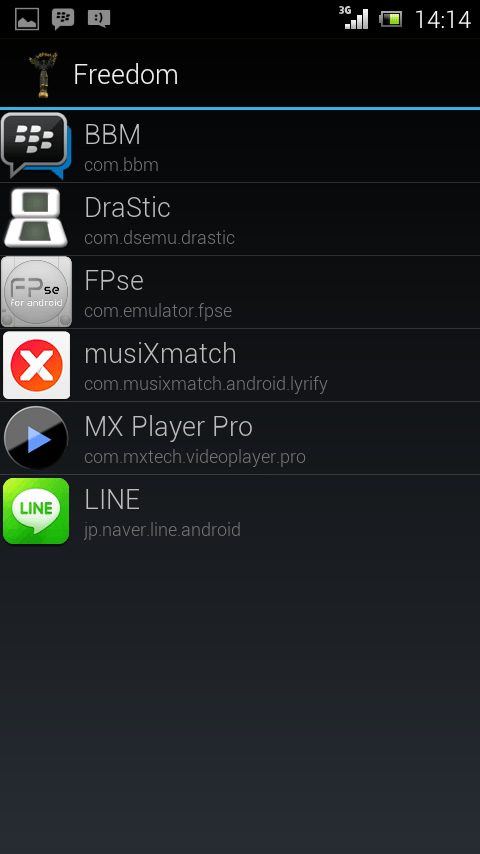 3G 14:14
Freedom
BBM
com.bbm
DraStic
com.dsemu.drastic
FPse
for android
FPse
com.emulator.fpse
musiXmatch
com.musixmatch.android.lyrify
MX Player Pro
com.mxtech.videoplayer.pro
LINE
LINE
jp.naver.line.android